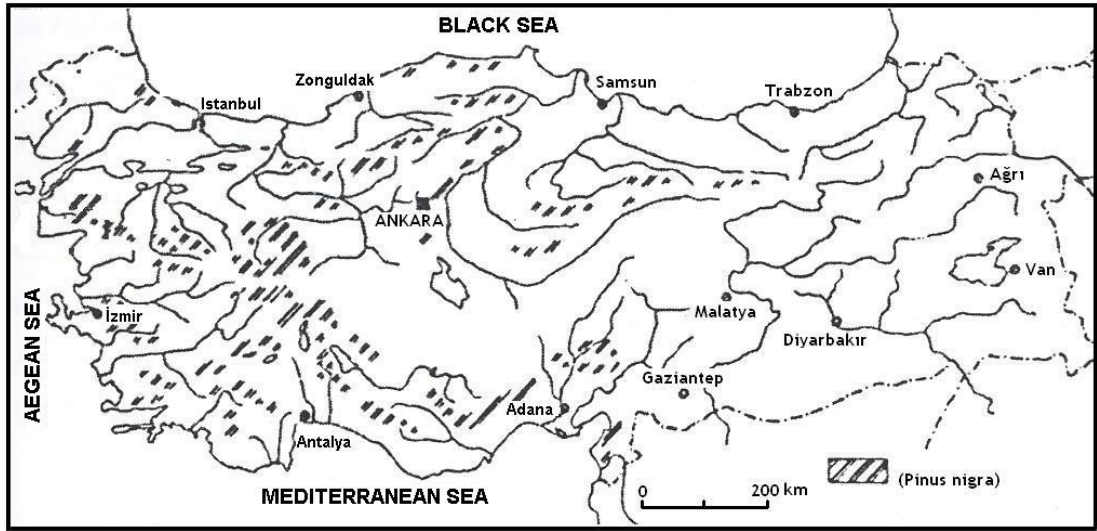 BLACK SEA
Zonguldak
Samsun
Trabzon
Istanbul
Ağrı
ANKARA
Van
AEGEAN SEA
İzmir
Malatya
Diyarbakır
Gaziantep
Adana
Antalya
(Pinus nigra)
MEDITERRANEAN SEA
0 200 km